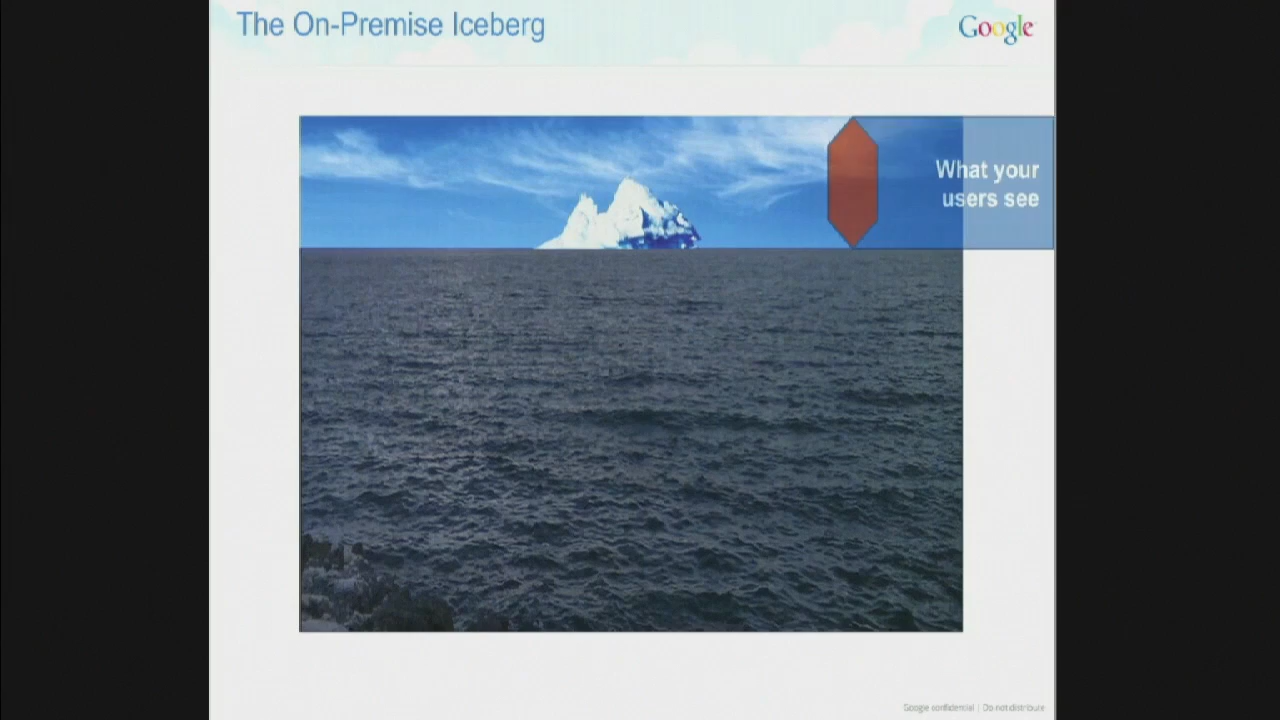 The On-Premise Iceberg
Google
What your
users see
Google confidential | Do not distribute